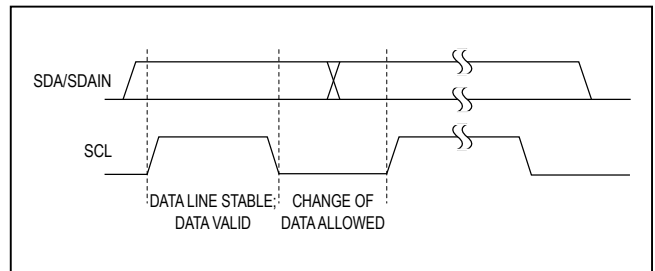 SDA/SDAIN
SCL
DATA LINE STABLE;
DATA VALID
CHANGE OF
DATA ALLOWED